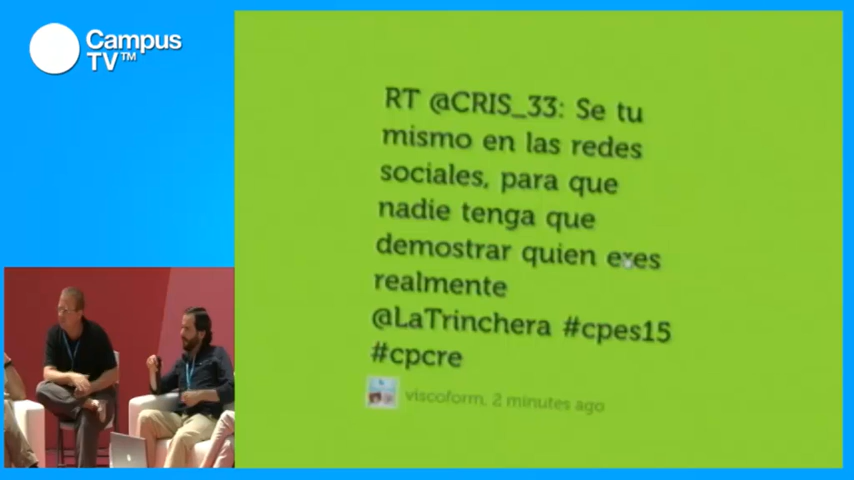 Campus
TV™
RT @CRIS_33: Se tu
mismo en las redes
sociales, para que
nadie tenga que
demostrar quien eres
realmente
@LaTrinchera #cpes15
#cpcre
viscoform, 2 minutes ago